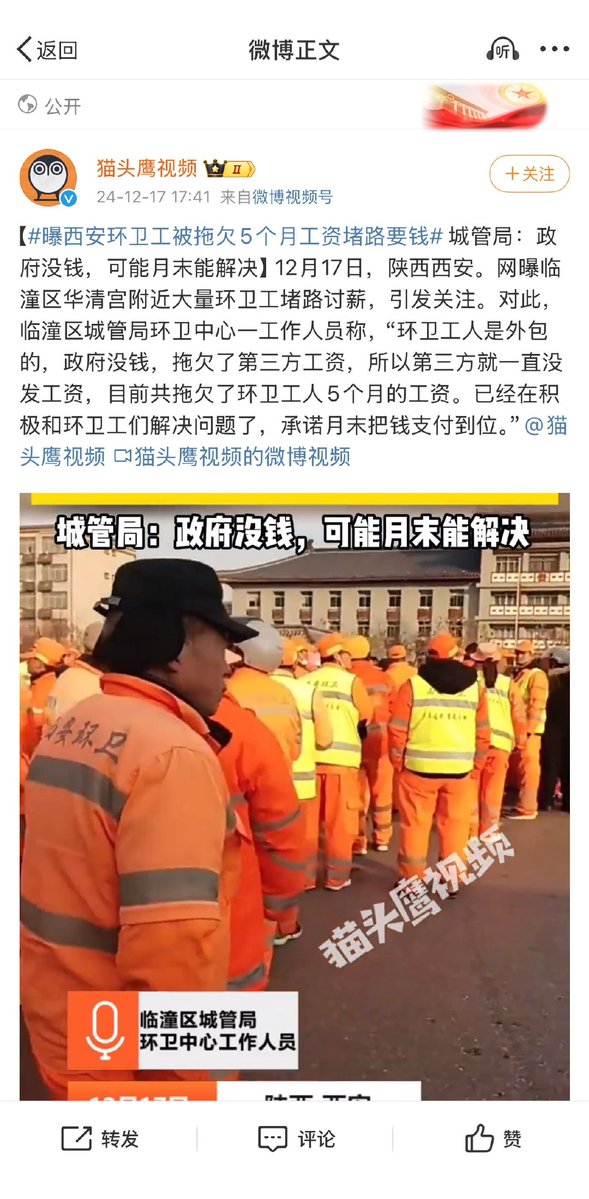 返回
微博正文
听
公开
猫头鹰视频
II
+关注
24-12-17 17:41 来自微博视频号
【#曝西安环卫工被拖欠5个月工资堵路要钱# 城管局：政
府没钱，可能月末能解决】12月17日，陕西西安。网曝临
潼区华清宫附近大量环卫工堵路讨薪，引发关注。对此，
临潼区城管局环卫中心一工作人员称，“环卫工人是外包
的，政府没钱，拖欠了第三方工资，所以第三方就一直没
发工资，目前共拖欠了环卫工人5个月的工资。已经在积
极和环卫工们解决问题了，承诺月末把钱支付到位。”@猫
头鹰视频 猫头鹰视频的微博视频
城管局：政府没钱，可能月末能解决
安环卫
猫头鹰视频
临潼区城管局
环卫中心工作人员
12月17日 陕西 西安
转发
评论
赞